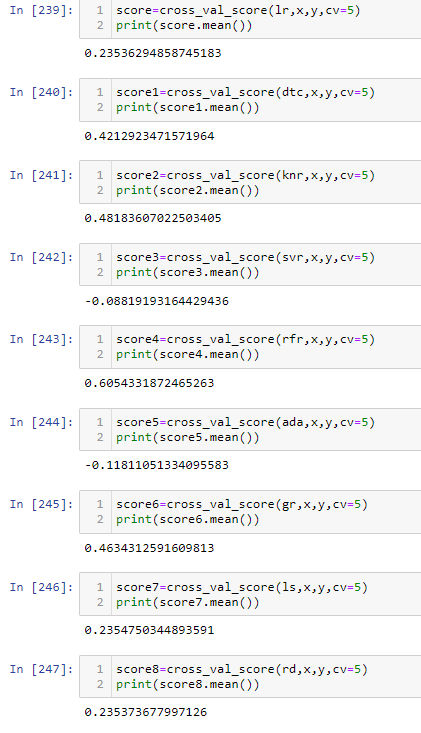 In [239]: 1 score=cross_val_score(lr,x,y,cv=5)
2 print(score.mean())
0.23536294858745183
In [240]: 1 score1=cross_val_score(dtc,x,y,cv=5)
2 print(score1.mean())
0.4212923471571964
In [241]: 1 score2=cross_val_score(knr,x,y,cv=5)
2 print(score2.mean())
0.48183607022503405
In [242]: 1 score3=cross_val_score(svr,x,y,cv=5)
2 print(score3.mean())
-0.08819193164429436
In [243]: 1 score4=cross_val_score(rfr,x,y,cv=5)
2 print(score4.mean())
0.6054331872465263
In [244]: 1 score5=cross_val_score(ada,x,y,cv=5)
2 print(score5.mean())
-0.11811051334095583
In [245]: 1 score6=cross_val_score(gr,x,y,cv=5)
2 print(score6.mean())
0.4634312591609813
In [246]: 1 score7=cross_val_score(ls,x,y,cv=5)
2 print(score7.mean())
0.2354750344893591
In [247]: 1 score8=cross_val_score(rd,x,y,cv=5)
2 print(score8.mean())
0.235373677997126